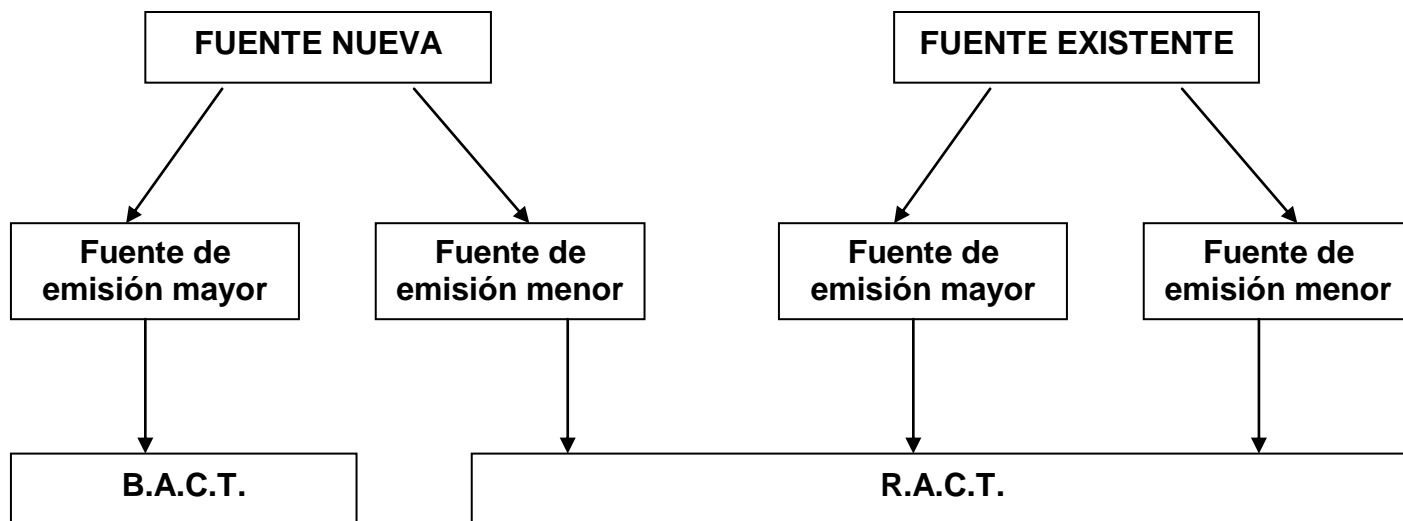 FUENTE NUEVA
FUENTE EXISTENTE
Fuente de
emisión mayor
Fuente de
emisión menor
Fuente de
emisión mayor
Fuente de
emisión menor
B.A.C.T.
R.A.C.T.